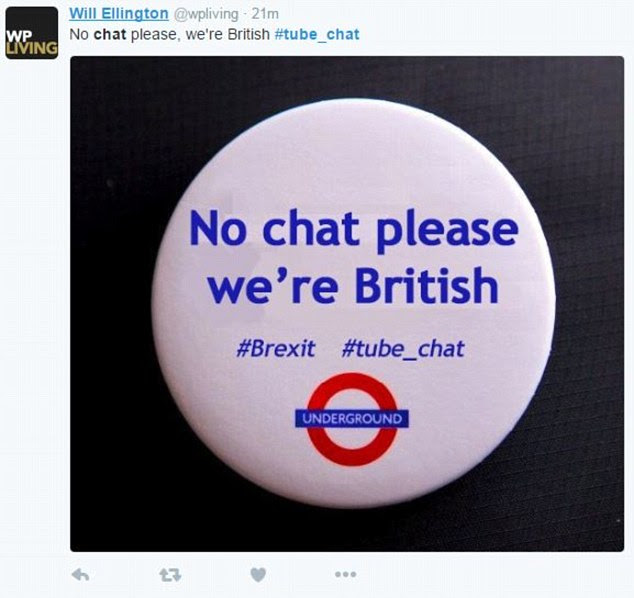 WP
LIVING
Will Ellington @wpliving · 21m
No chat please, we're British #tube_chat
No chat please
we're British
#Brexit #tube_chat
UNDERGROUND